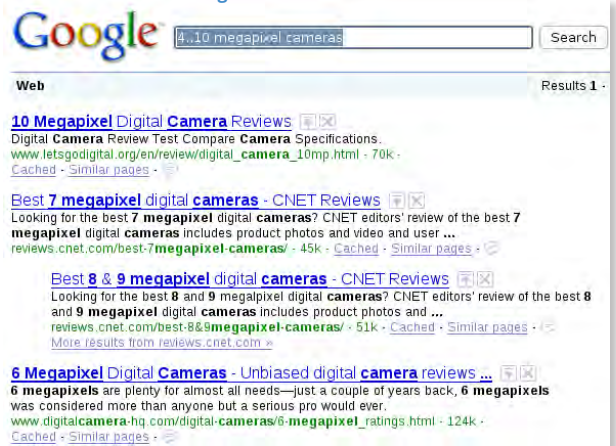 Google 4..10 megapixel cameras Search
Web Results 1 -
10 Megapixel Digital Camera Reviews
Digital Camera Review Test Compare Camera Specifications.
www.letsgodigital.org/en/review/digital_camera_10mp.html - 70k -
Cached - Similar pages -
Best 7 megapixel digital cameras - CNET Reviews
Looking for the best 7 megapixel digital cameras? CNET editors' review of the best 7
megapixel digital cameras includes product photos and video and user ...
reviews.cnet.com/best-7megapixel-cameras/ - 45k - Cached - Similar pages -
Best 8 & 9 megapixel digital cameras - CNET Reviews
Looking for the best 8 and 9 megalpixel digital cameras? CNET editors' review of the best 8
and 9 megapixel digital cameras includes product photos and ...
reviews.cnet.com/best-8&9megapixel-cameras/ - 51k - Cached - Similar pages -
More results from reviews.cnet.com »
6 Megapixel Digital Cameras - Unbiased digital camera reviews ...
6 megapixels are plenty for almost all needs—just a couple of years back, 6 megapixels
was considered more than anyone but a serious pro would ever.
www.digitalcamera-hq.com/digital-cameras/6-megapixel_ratings.html - 124k -
Cached - Similar pages -